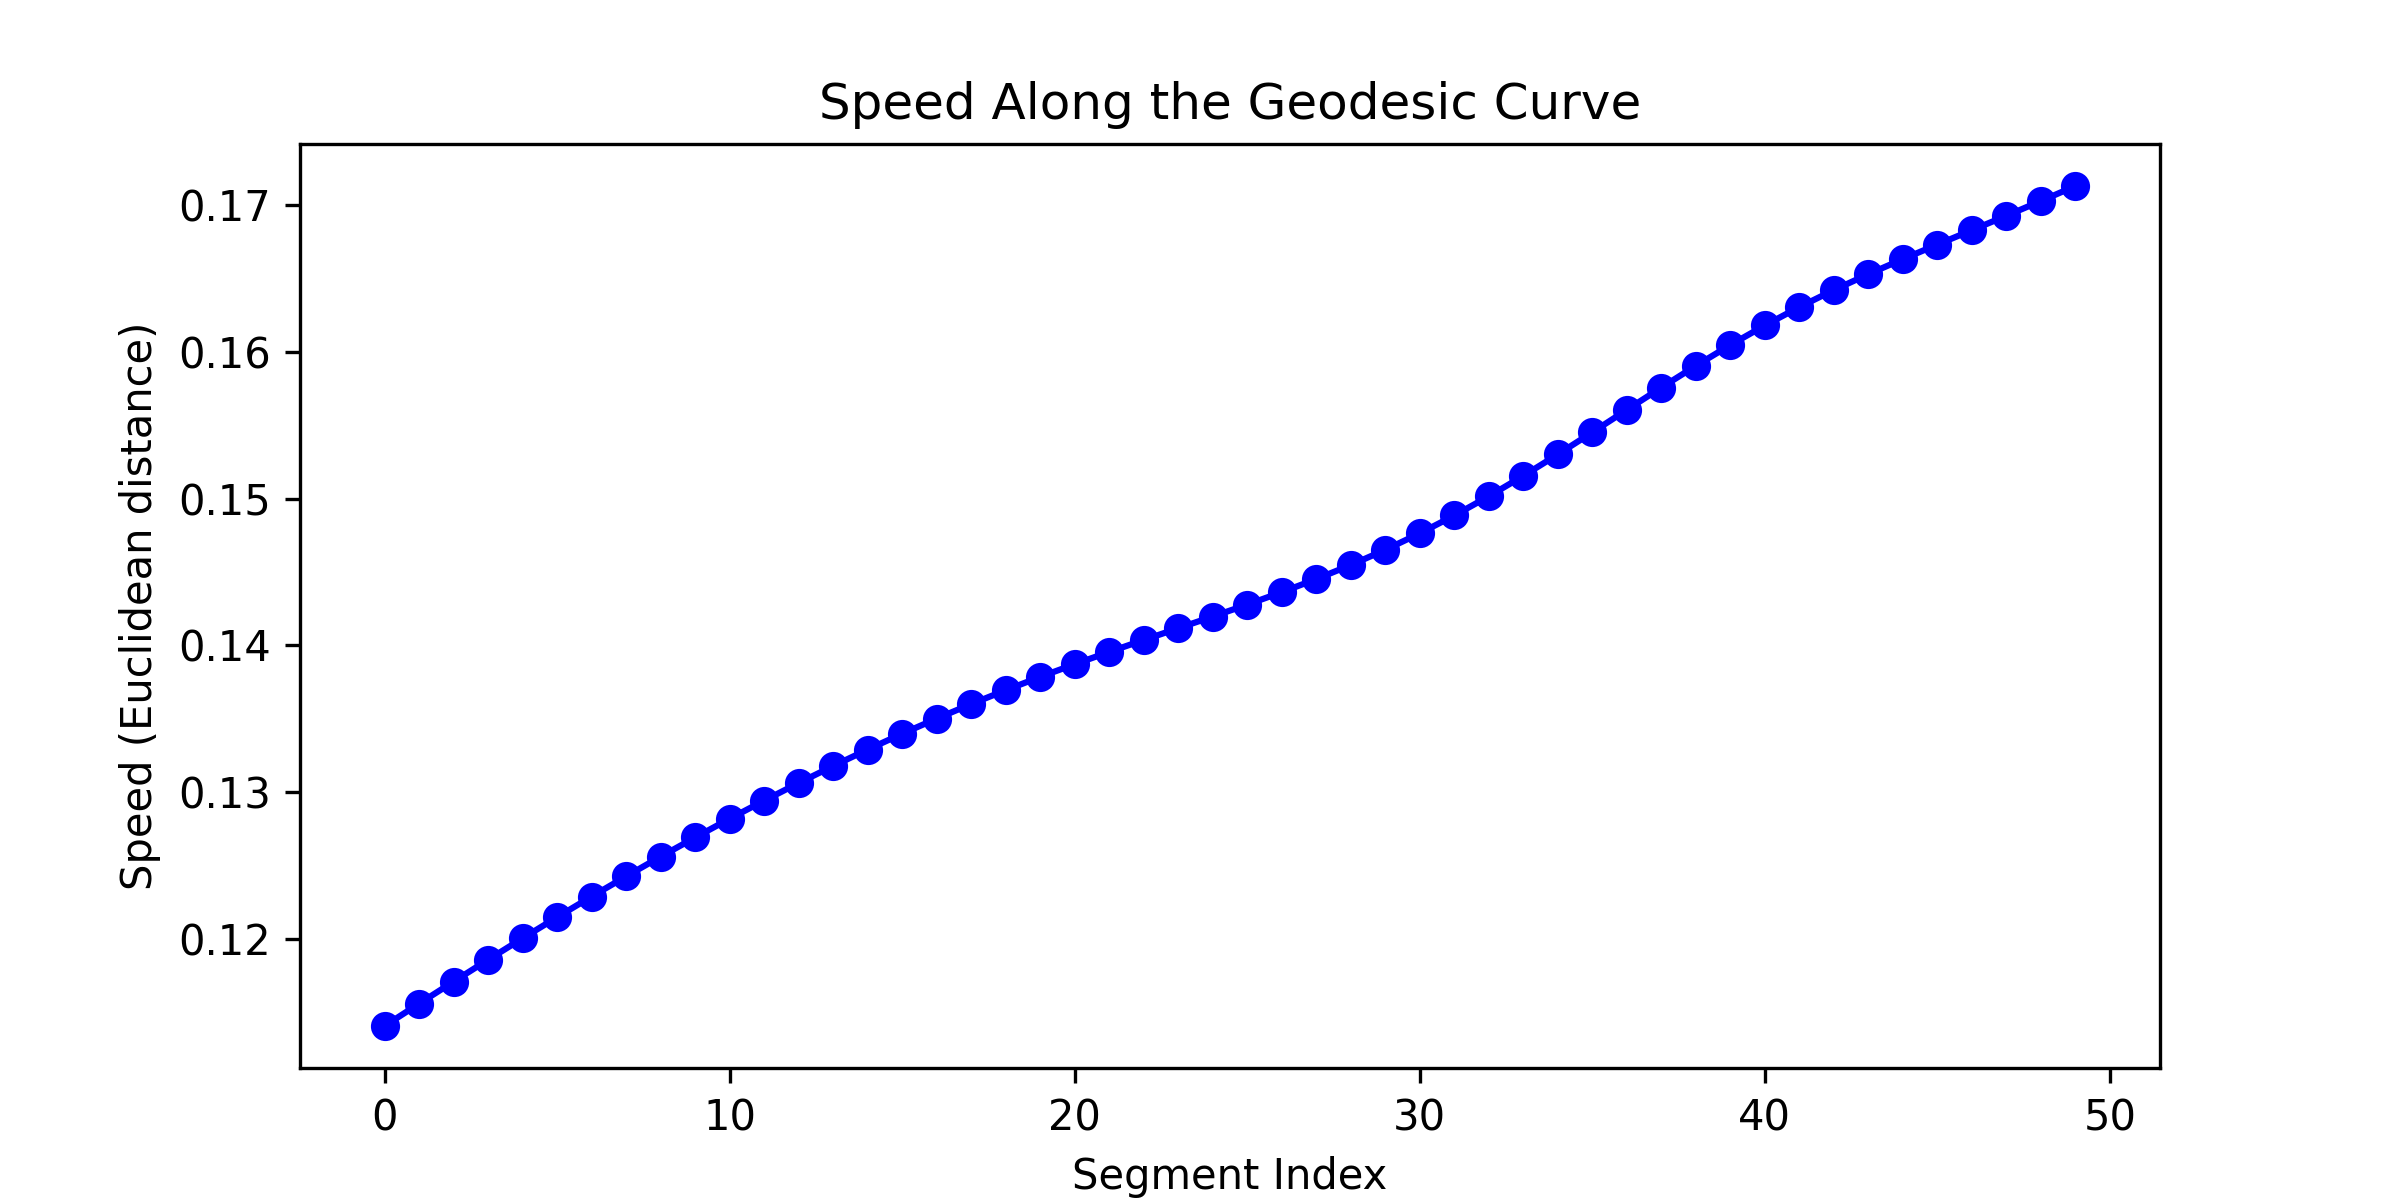 Speed Along the Geodesic Curve
Speed (Euclidean distance)
0.17
0.16
0.15
0.14
0.13
0.12
0 10 20 30 40 50
Segment Index